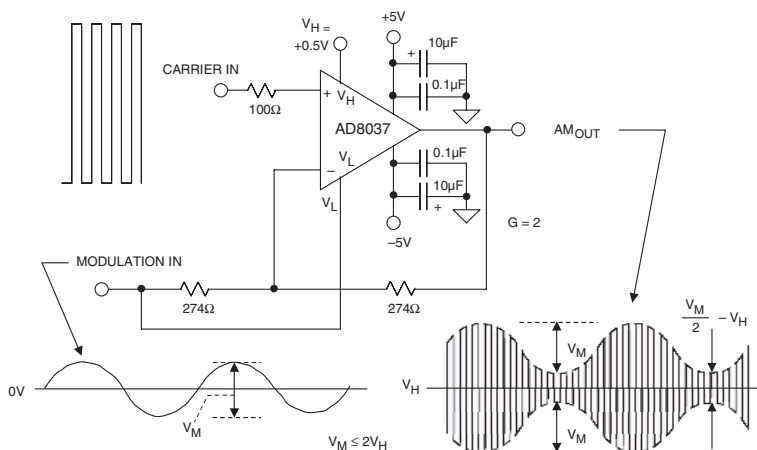 V_H =
+0.5V
+5V
10µF
+
0.1µF
CARRIER IN
100Ω
+
V_H
AD8037
V_L
–
V_L
AM_OUT
0.1µF
10µF
+
–5V
G = 2
MODULATION IN
274Ω
274Ω
0V
V_M
V_M ≤ 2V_H
V_H
V_M
V_M
V_M/2 – V_H